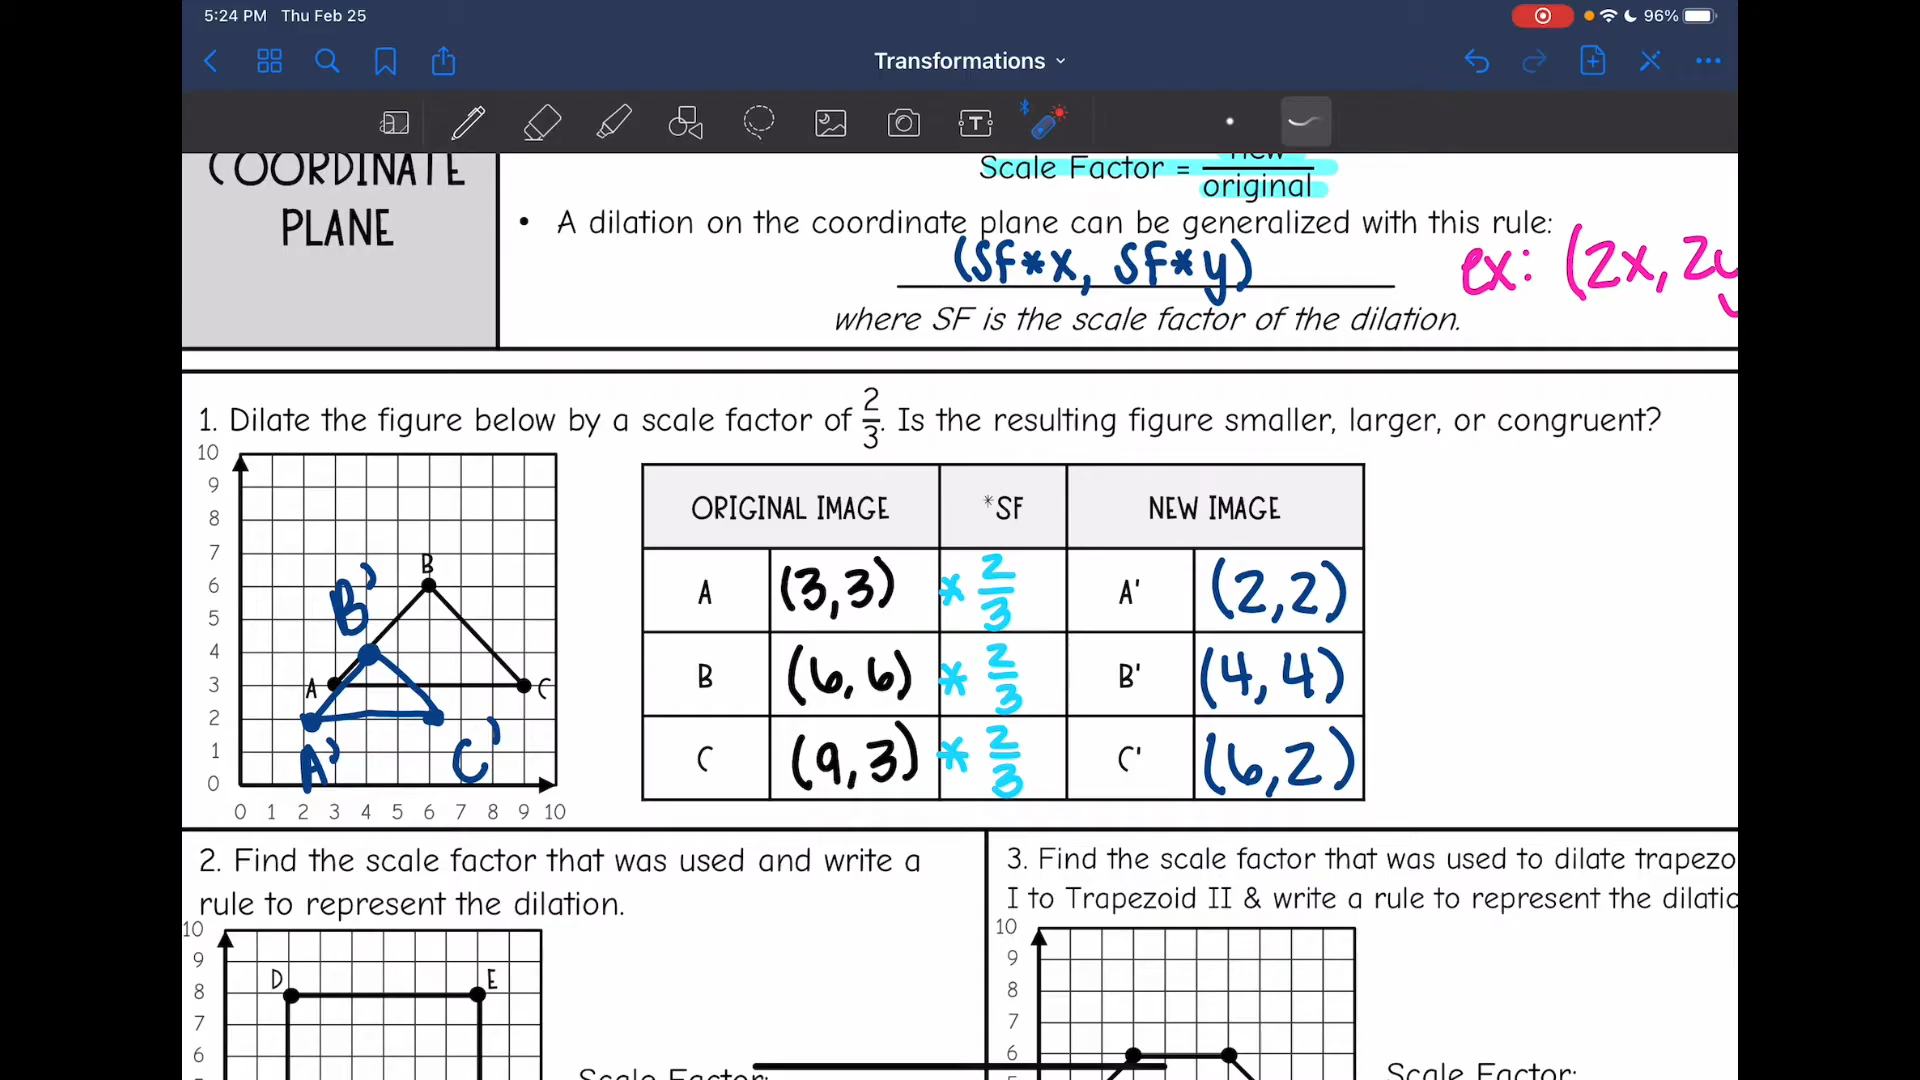 5:24 PM Thu Feb 25
96%
Transformations
T
COORDINATE
PLANE
new
Scale Factor =
original
• A dilation on the coordinate plane can be generalized with this rule:
(SF*x, SF*y)
ex: (2x, 2y
where SF is the scale factor of the dilation.
1. Dilate the figure below by a scale factor of 2/3. Is the resulting figure smaller, larger, or congruent?
10
9
8
7
6
5
4
3
2
1
0
0 1 2 3 4 5 6 7 8 9 10
B
B'
A
C
A'
C'
ORIGINAL IMAGE *SF NEW IMAGE
A (3,3) * 2/3 A' (2,2)
B (6,6) * 2/3 B' (4,4)
C (9,3) * 2/3 C' (6,2)
2. Find the scale factor that was used and write a
rule to represent the dilation.
10
9
8
7
6
D
E
Scale Factor:
3. Find the scale factor that was used to dilate trapezo
I to Trapezoid II & write a rule to represent the dilatio
10
9
8
7
6
Scale Factor: